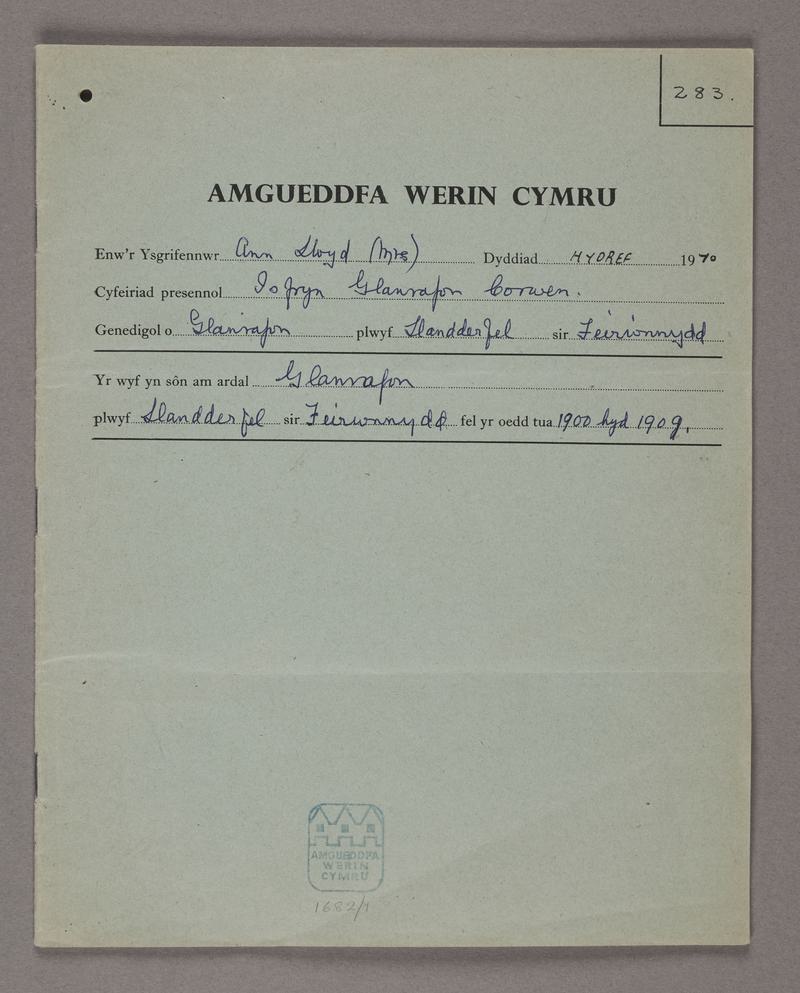 283.
AMGUEDDFA WERIN CYMRU
Enw'r Ysgrifennwr Ann Lloyd (Mrs) Dyddiad HYDREF 1970
Cyfeiriad presennol Isfryn Glanrafon Corwen.
Genedigol o Glanrafon plwyf Llandderfel sir Feirionnydd
Yr wyf yn sôn am ardal Glanrafon
plwyf Llandderfel sir Feirionnydd fel yr oedd tua 1900 hyd 1909.
AMGUEDDFA
WERIN
CYMRU
1682/1